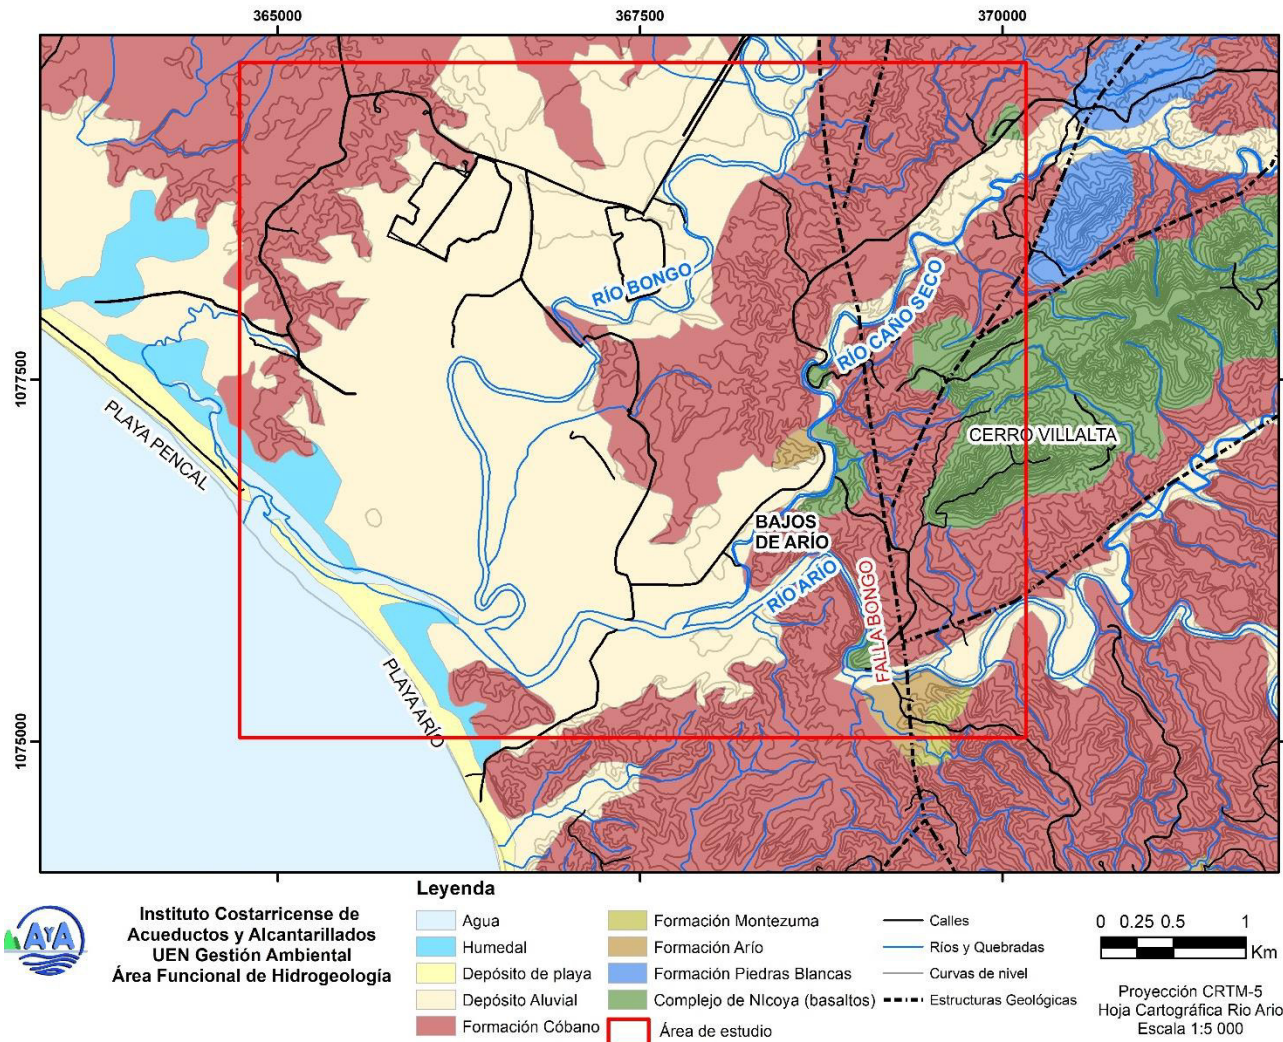 365000
367500
370000
1077500
1075000
RÍO BONGO
RÍO CAÑO SECO
PLAYA PENCAL
CERRO VILLALTA
BAJOS
DE ARÍO
RÍO ARÍO
FALLA BONGO
PLAYA ARÍO
AyA
Instituto Costarricense de
Acueductos y Alcantarillados
UEN Gestión Ambiental
Área Funcional de Hidrogeología
Leyenda
Agua
Humedal
Depósito de playa
Depósito Aluvial
Formación Cóbano
Formación Montezuma
Formación Arío
Formación Piedras Blancas
Complejo de NIcoya (basaltos)
Área de estudio
Calles
Ríos y Quebradas
Curvas de nivel
Estructuras Geológicas
0 0.25 0.5 1
Km
Proyección CRTM-5
Hoja Cartográfica Rio Ario
Escala 1:5 000